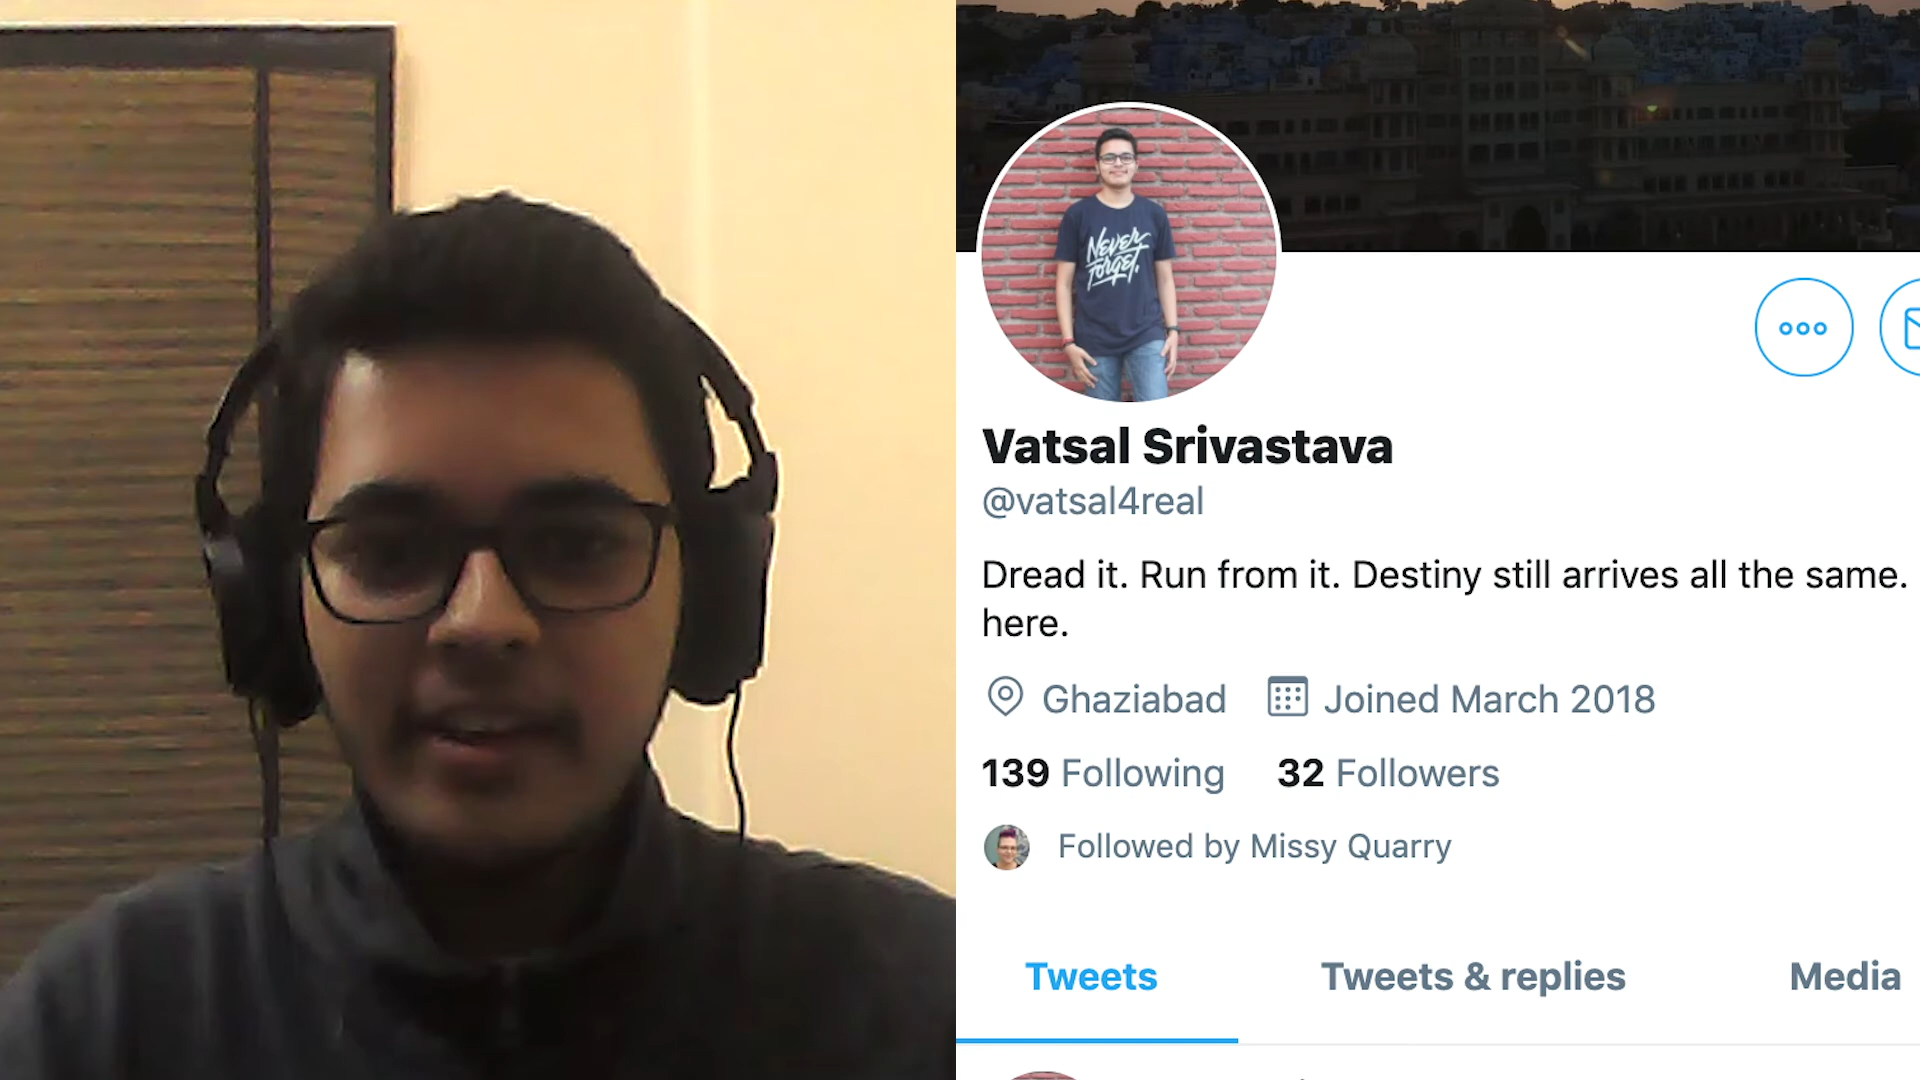 NEVER
FORGET.
Vatsal Srivastava
@vatsal4real
Dread it. Run from it. Destiny still arrives all the same.
here.
Ghaziabad Joined March 2018
139 Following 32 Followers
Followed by Missy Quarry
Tweets Tweets & replies Media